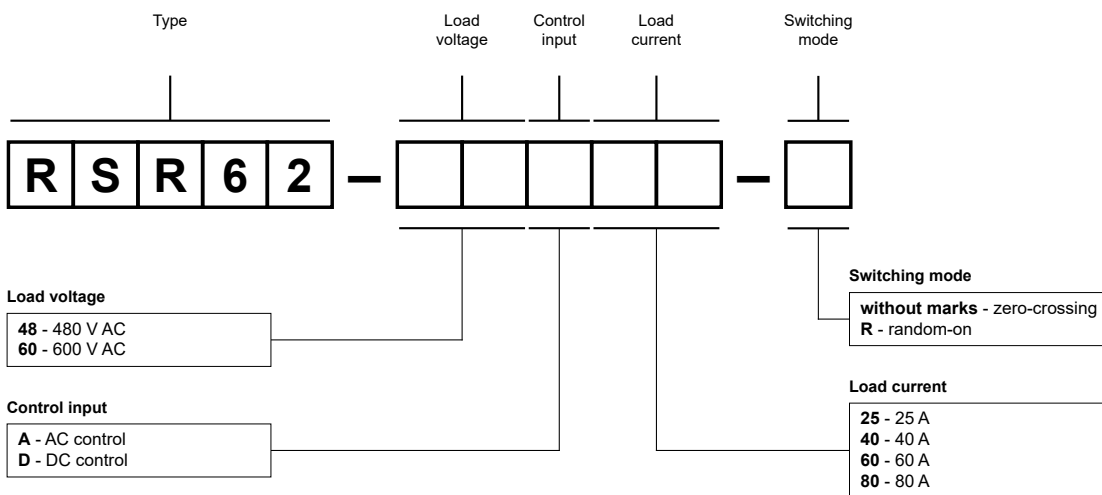 Type
Load voltage
Control input
Load current
Switching mode
RSR62 – –
Load voltage
48 - 480 V AC
60 - 600 V AC
Control input
A - AC control
D - DC control
Switching mode
without marks - zero-crossing
R - random-on
Load current
25 - 25 A
40 - 40 A
60 - 60 A
80 - 80 A